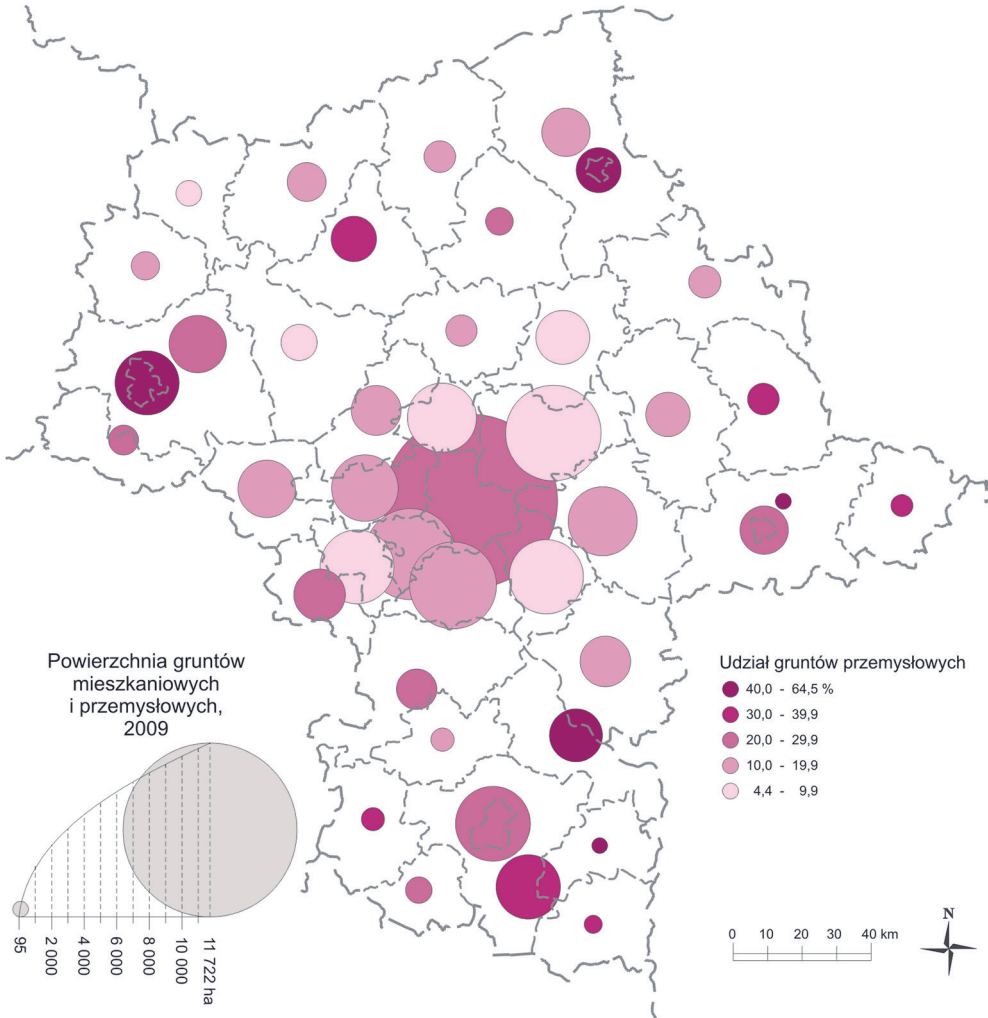 Powierzchnia gruntów
mieszkaniowych
i przemysłowych,
2009
95
2 000
4 000
6 000
8 000
10 000
11 722 ha
Udział gruntów przemysłowych
40,0 - 64,5 %
30,0 - 39,9
20,0 - 29,9
10,0 - 19,9
4,4 - 9,9
0 10 20 30 40 km
N